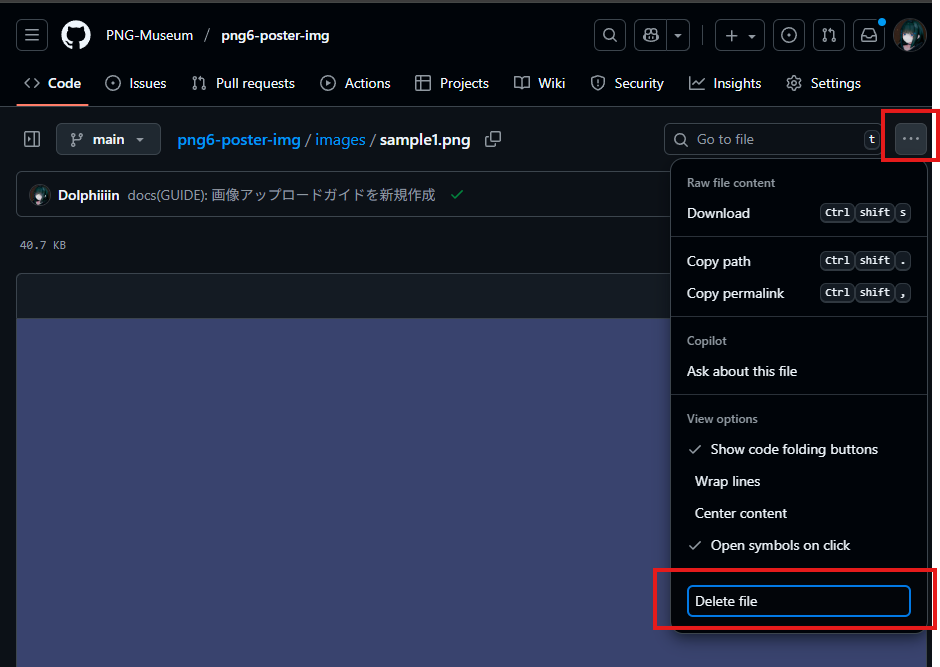 PNG-Museum / png6-poster-img
Code Issues Pull requests Actions Projects Wiki Security Insights Settings
main png6-poster-img / images / sample1.png Go to file t
Dolphiiiin docs(GUIDE): 画像アップロードガイドを新規作成
40.7 KB
Raw file content
Download Ctrl shift s
Copy path Ctrl shift .
Copy permalink Ctrl shift ,
Copilot
Ask about this file
View options
Show code folding buttons
Wrap lines
Center content
Open symbols on click
Delete file